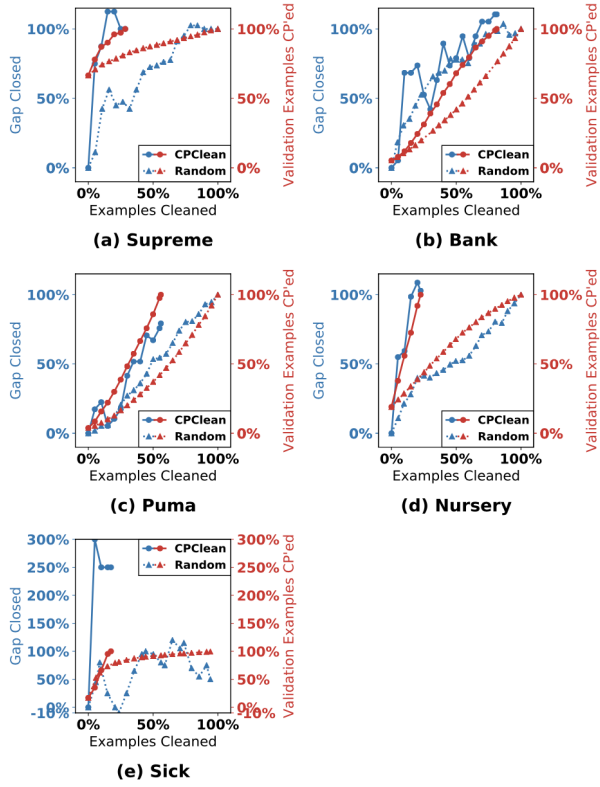 100%
50%
0%
Gap Closed
100%
50%
0%
Validation Examples CP'ed
CPClean
Random
0% 50% 100%
Examples Cleaned
(a) Supreme
100%
50%
0%
Gap Closed
100%
50%
0%
Validation Examples CP'ed
CPClean
Random
0% 50% 100%
Examples Cleaned
(b) Bank
100%
50%
0%
Gap Closed
100%
50%
0%
Validation Examples CP'ed
CPClean
Random
0% 50% 100%
Examples Cleaned
(c) Puma
100%
50%
0%
Gap Closed
100%
50%
0%
Validation Examples CP'ed
CPClean
Random
0% 50% 100%
Examples Cleaned
(d) Nursery
300%
250%
200%
150%
100%
50%
0%
-10%
Gap Closed
300%
250%
200%
150%
100%
50%
0%
-10%
Validation Examples CP'ed
CPClean
Random
0% 50% 100%
Examples Cleaned
(e) Sick